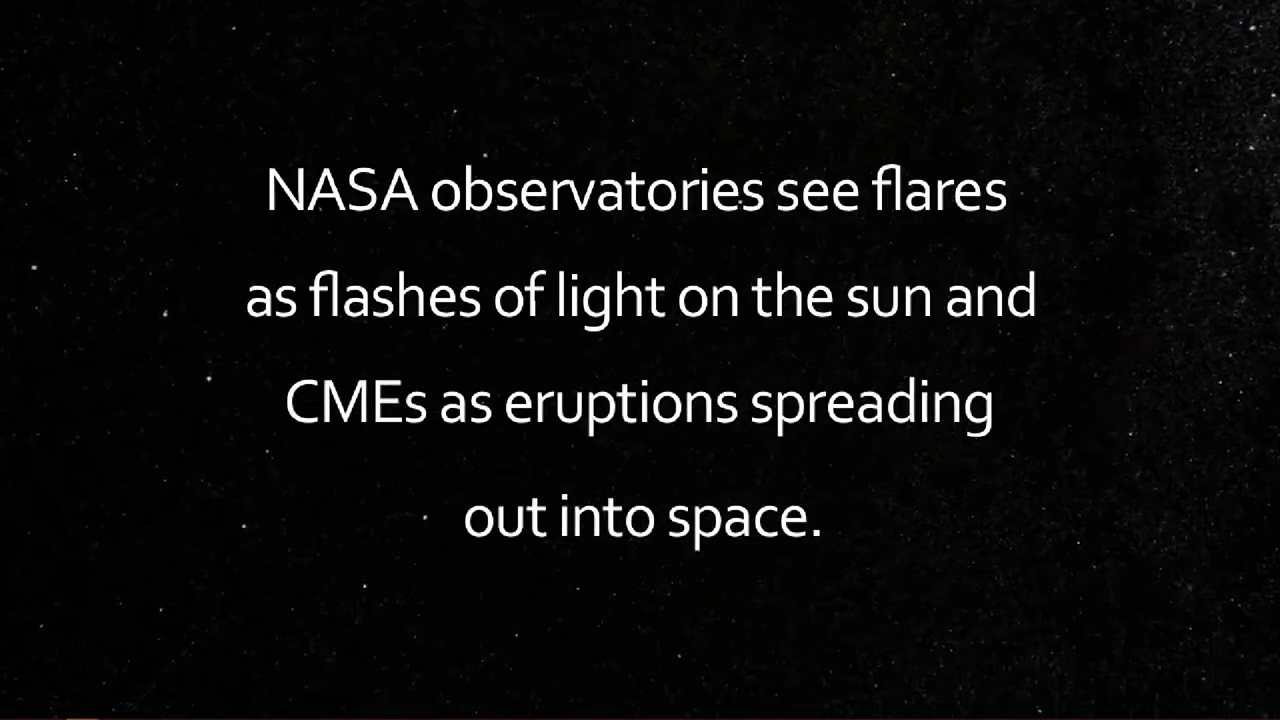 NASA observatories see flares
as flashes of light on the sun and
CMEs as eruptions spreading
out into space.